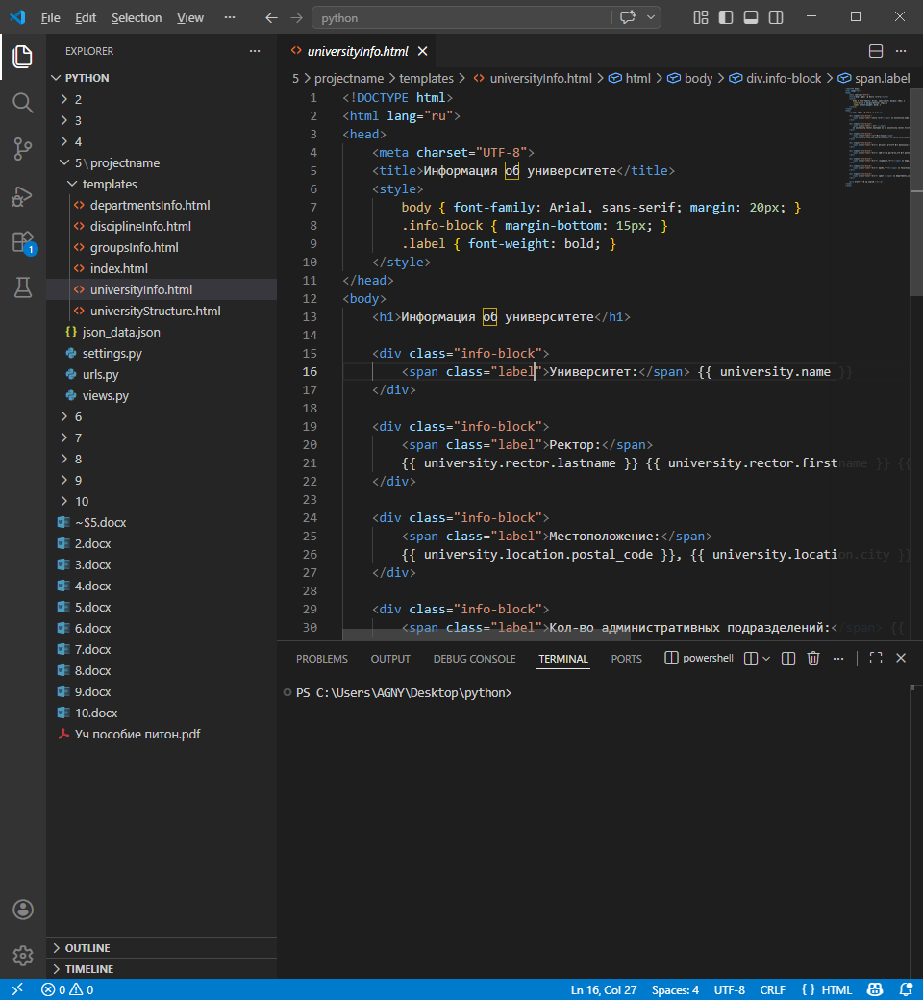 File Edit Selection View ··· python
EXPLORER ···
PYTHON
2
3
4
5\projectname
templates
departmentsInfo.html
disciplineInfo.html
groupsInfo.html
index.html
universityInfo.html
universityStructure.html
json_data.json
settings.py
urls.py
views.py
6
7
8
9
10
~$5.docx
2.docx
3.docx
4.docx
5.docx
6.docx
7.docx
8.docx
9.docx
10.docx
Уч пособие питон.pdf
OUTLINE
TIMELINE
1
universityInfo.html
5 > projectname > templates > universityInfo.html > html > body > div.info-block > span.label
1 <!DOCTYPE html>
2 <html lang="ru">
3 <head>
4 <meta charset="UTF-8">
5 <title>Информация об университете</title>
6 <style>
7 body { font-family: Arial, sans-serif; margin: 20px; }
8 .info-block { margin-bottom: 15px; }
9 .label { font-weight: bold; }
10 </style>
11 </head>
12 <body>
13 <h1>Информация об университете</h1>
14
15 <div class="info-block">
16 <span class="label">Университет:</span> {{ university.name }}
17 </div>
18
19 <div class="info-block">
20 <span class="label">Ректор:</span>
21 {{ university.rector.lastname }} {{ university.rector.firstname }} {{
22 </div>
23
24 <div class="info-block">
25 <span class="label">Местоположение:</span>
26 {{ university.location.postal_code }}, {{ university.location.city }}
27 </div>
28
29 <div class="info-block">
30 <span class="label">Кол-во административных подразделений:</span> {{
PROBLEMS OUTPUT DEBUG CONSOLE TERMINAL PORTS powershell ···
PS C:\Users\AGNY\Desktop\python>
0 0 Ln 16, Col 27 Spaces: 4 UTF-8 CRLF { } HTML